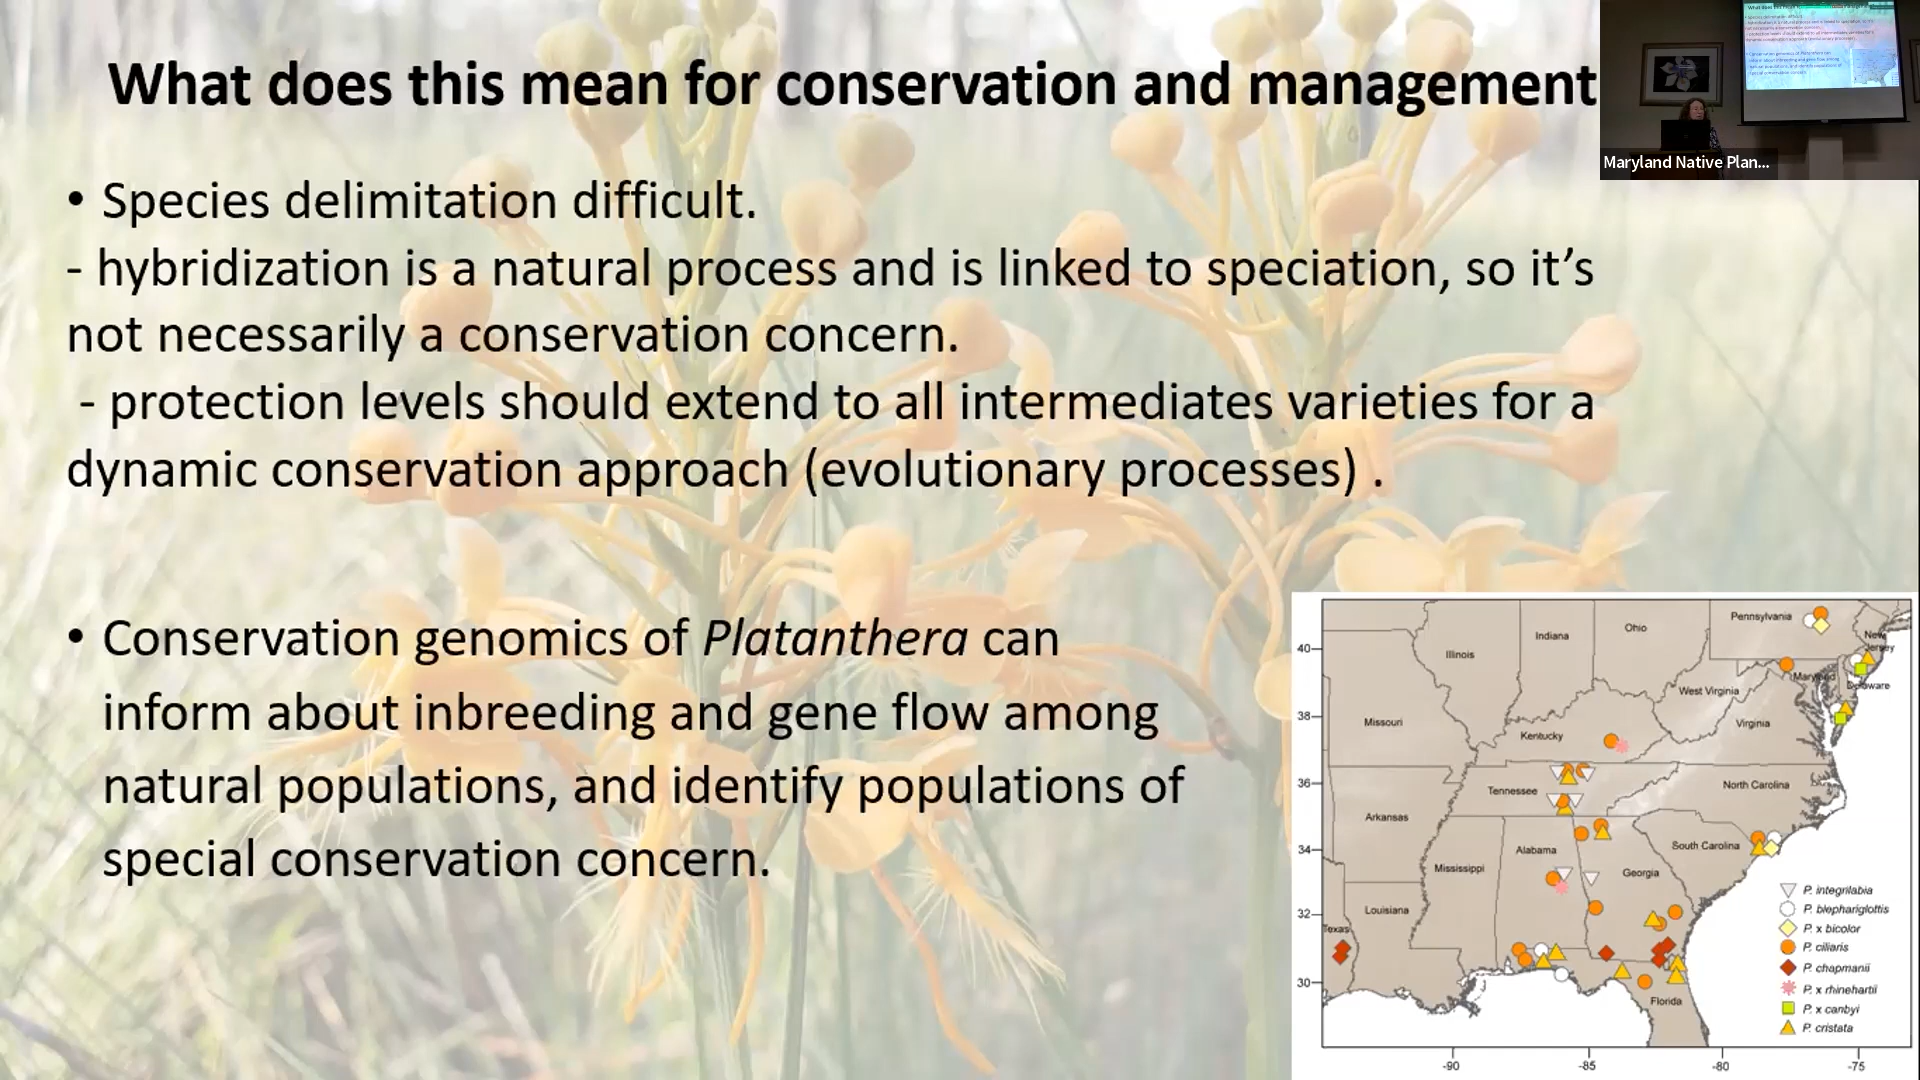 What does this mean for conservation and management
• Species delimitation difficult.
- hybridization is a natural process and is linked to speciation, so it’s
not necessarily a conservation concern.
- protection levels should extend to all intermediates varieties for a
dynamic conservation approach (evolutionary processes) .
• Conservation genomics of Platanthera can
inform about inbreeding and gene flow among
natural populations, and identify populations of
special conservation concern.
Maryland Native Plan...
Pennsylvania
Ohio
Indiana
New
Jersey
40
Illinois
Maryland
Delaware
West Virginia
38
Missouri
Virginia
Kentucky
36
Tennessee
North Carolina
Arkansas
34
Alabama
South Carolina
Mississippi
Georgia
Louisiana
32
Texas
30
Florida
P. integrilabia
P. blephariglottis
P. x bicolor
P. ciliaris
P. chapmanii
P. x rhinehartii
P. x canbyi
P. cristata
-90
-85
-80
-75